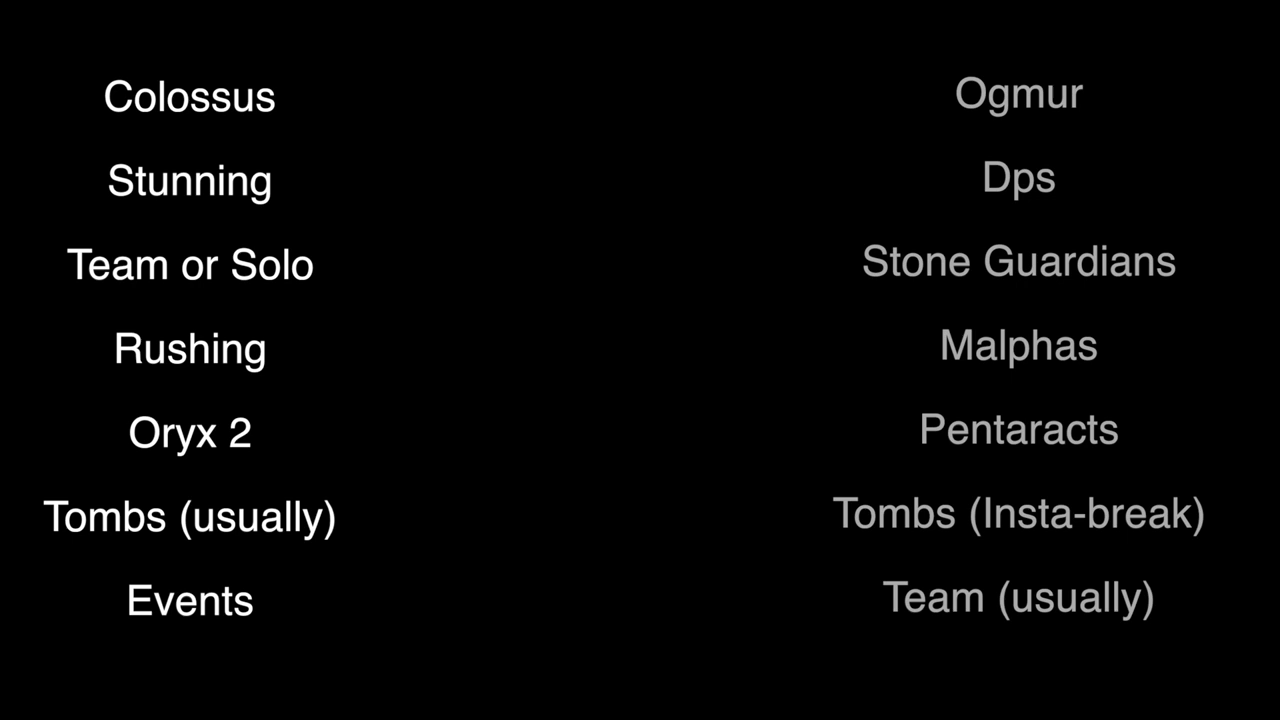 Colossus
Stunning
Team or Solo
Rushing
Oryx 2
Tombs (usually)
Events
Ogmur
Dps
Stone Guardians
Malphas
Pentaracts
Tombs (Insta-break)
Team (usually)